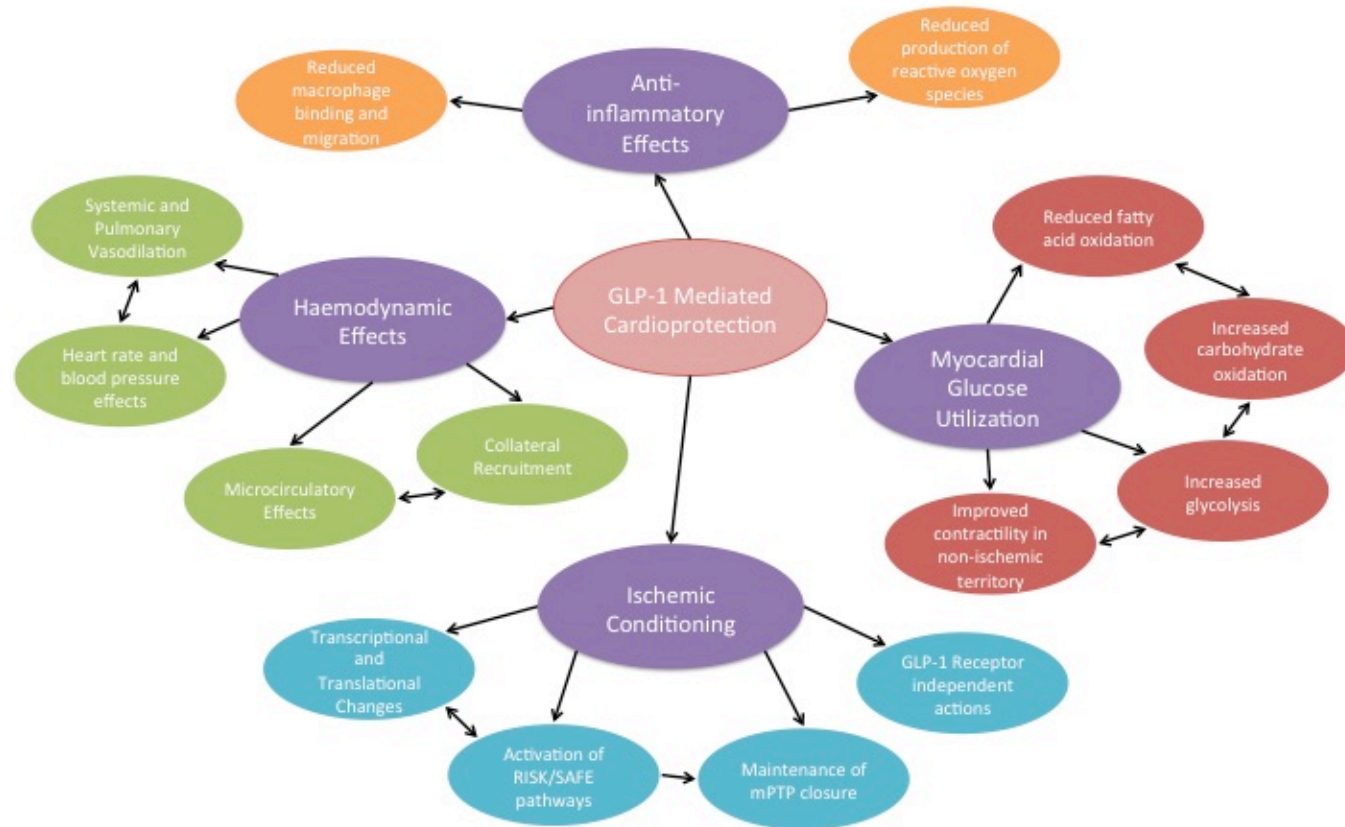 Reduced
production of
reactive oxygen
species
Reduced
macrophage
binding and
migration
Anti-
inflammatory
Effects
Systemic and
Pulmonary
Vasodilation
Reduced fatty
acid oxidation
GLP-1 Mediated
Cardioprotection
Haemodynamic
Effects
Increased
carbohydrate
oxidation
Heart rate and
blood pressure
effects
Myocardial
Glucose
Utilization
Collateral
Recruitment
Microcirculatory
Effects
Increased
glycolysis
Improved
contractility in
non-ischemic
territory
Ischemic
Conditioning
Transcriptional
and
Translational
Changes
GLP-1 Receptor
independent
actions
Activation of
RISK/SAFE
pathways
Maintenance of
mPTP closure